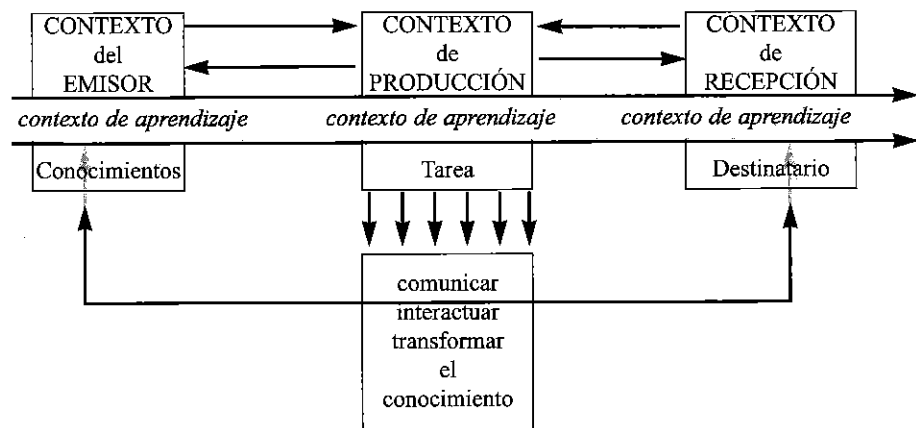 CONTEXTO
del
EMISOR
CONTEXTO
de
PRODUCCIÓN
CONTEXTO
de
RECEPCIÓN
contexto de aprendizaje
contexto de aprendizaje
contexto de aprendizaje
Conocimientos
Tarea
Destinatario
comunicar
interactuar
transformar
el
conocimiento